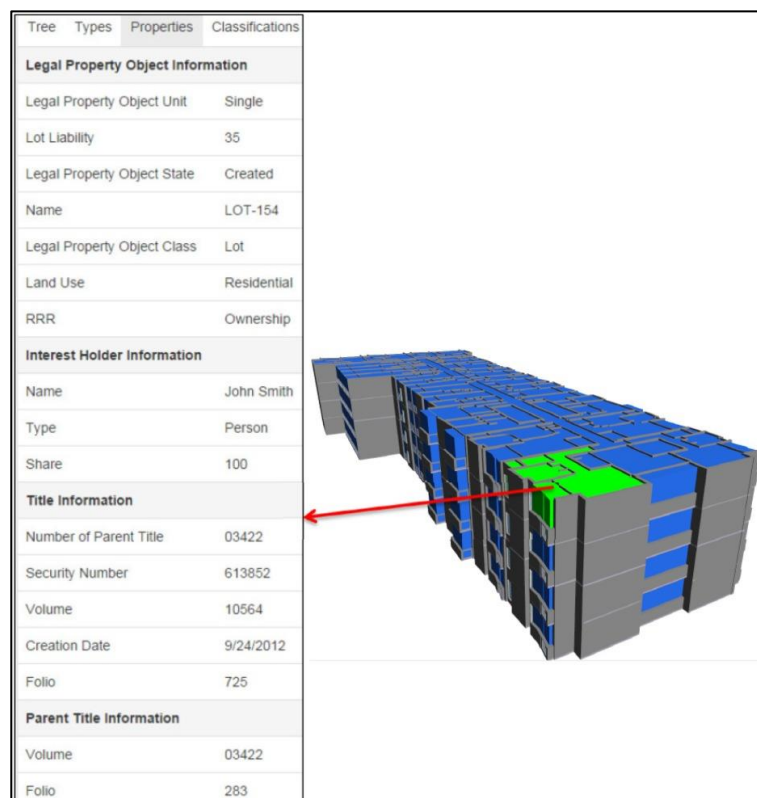 Tree Types Properties Classifications
Legal Property Object Information
Legal Property Object Unit Single
Lot Liability 35
Legal Property Object State Created
Name LOT-154
Legal Property Object Class Lot
Land Use Residential
RRR Ownership
Interest Holder Information
Name John Smith
Type Person
Share 100
Title Information
Number of Parent Title 03422
Security Number 613852
Volume 10564
Creation Date 9/24/2012
Folio 725
Parent Title Information
Volume 03422
Folio 283